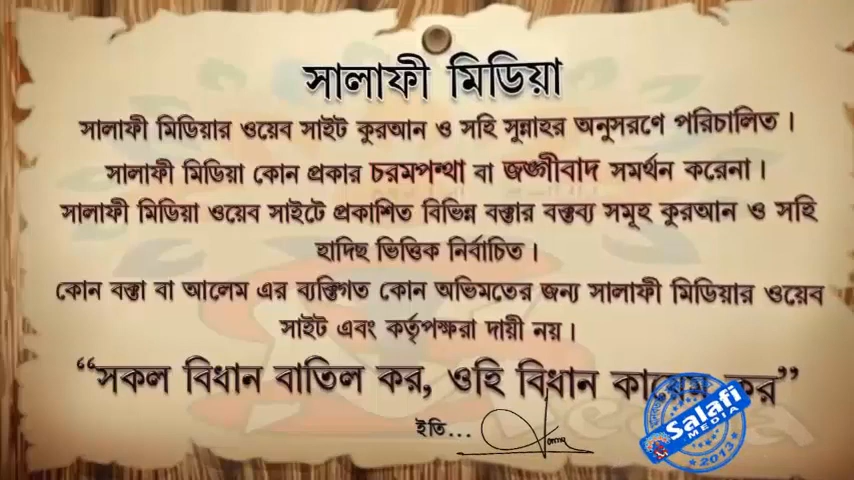 সালাফী মিডিয়া
সালাফী মিডিয়ার ওয়েব সাইট কুরআন ও সহি সুন্নাহর অনুসরণে পরিচালিত।
সালাফী মিডিয়া কোন প্রকার চরমপন্থা বা জঙ্গীবাদ সমর্থন করেনা।
সালাফী মিডিয়া ওয়েব সাইটে প্রকাশিত বিভিন্ন বক্তার বক্তব্য সমূহ কুরআন ও সহি
হাদিছ ভিত্তিক নির্বাচিত।
কোন বক্তা বা আলেম এর ব্যক্তিগত কোন অভিমতের জন্য সালাফী মিডিয়ার ওয়েব
সাইট এবং কর্তৃপক্ষরা দায়ী নয়।
“সকল বিধান বাতিল কর, ওহি বিধান কায়েম কর”
ইতি...
Salafi
MEDIA
2013